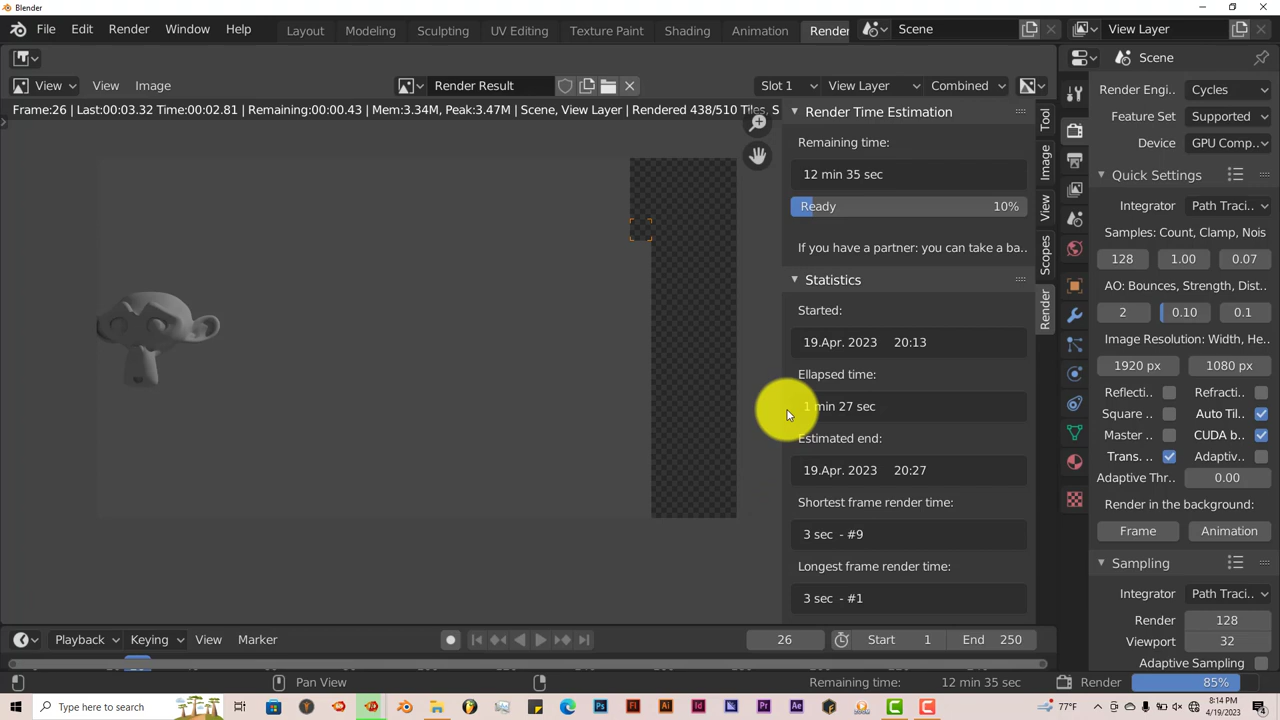 Blender
File Edit Render Window Help Layout Modeling Sculpting UV Editing Texture Paint Shading Animation Render Scene View Layer
View View Image Render Result Slot 1 View Layer Combined
Scene
Frame:26 | Last:00:03.32 Time:00:02.81 | Remaining:00:00.43 | Mem:3.34M, Peak:3.47M | Scene, View Layer | Rendered 438/510 Tiles, S
Render Time Estimation
Remaining time:
12 min 35 sec
Ready 10%
If you have a partner: you can take a ba..
Statistics
Started:
19.Apr. 2023 20:13
Ellapsed time:
1 min 27 sec
Estimated end:
19.Apr. 2023 20:27
Shortest frame render time:
3 sec - #9
Longest frame render time:
3 sec - #1
Tool
Image
View
Scopes
Render
Render Engi.. Cycles
Feature Set Supported
Device GPU Comp..
Quick Settings
Integrator Path Traci..
Samples: Count, Clamp, Nois
128 1.00 0.07
AO: Bounces, Strength, Dist..
2 0.10 0.1
Image Resolution: Width, He..
1920 px 1080 px
Reflecti.. Refracti..
Square .. Auto Til..
Master .. CUDA b..
Trans. .. Adaptiv..
Adaptive Thr.. 0.00
Render in the background:
Frame Animation
Sampling
Integrator Path Traci..
Render 128
Viewport 32
Adaptive Sampling
Playback Keying View Marker 26 Start 1 End 250
Pan View Remaining time: 12 min 35 sec Render 85%
Type here to search
77°F
8:14 PM
4/19/2023